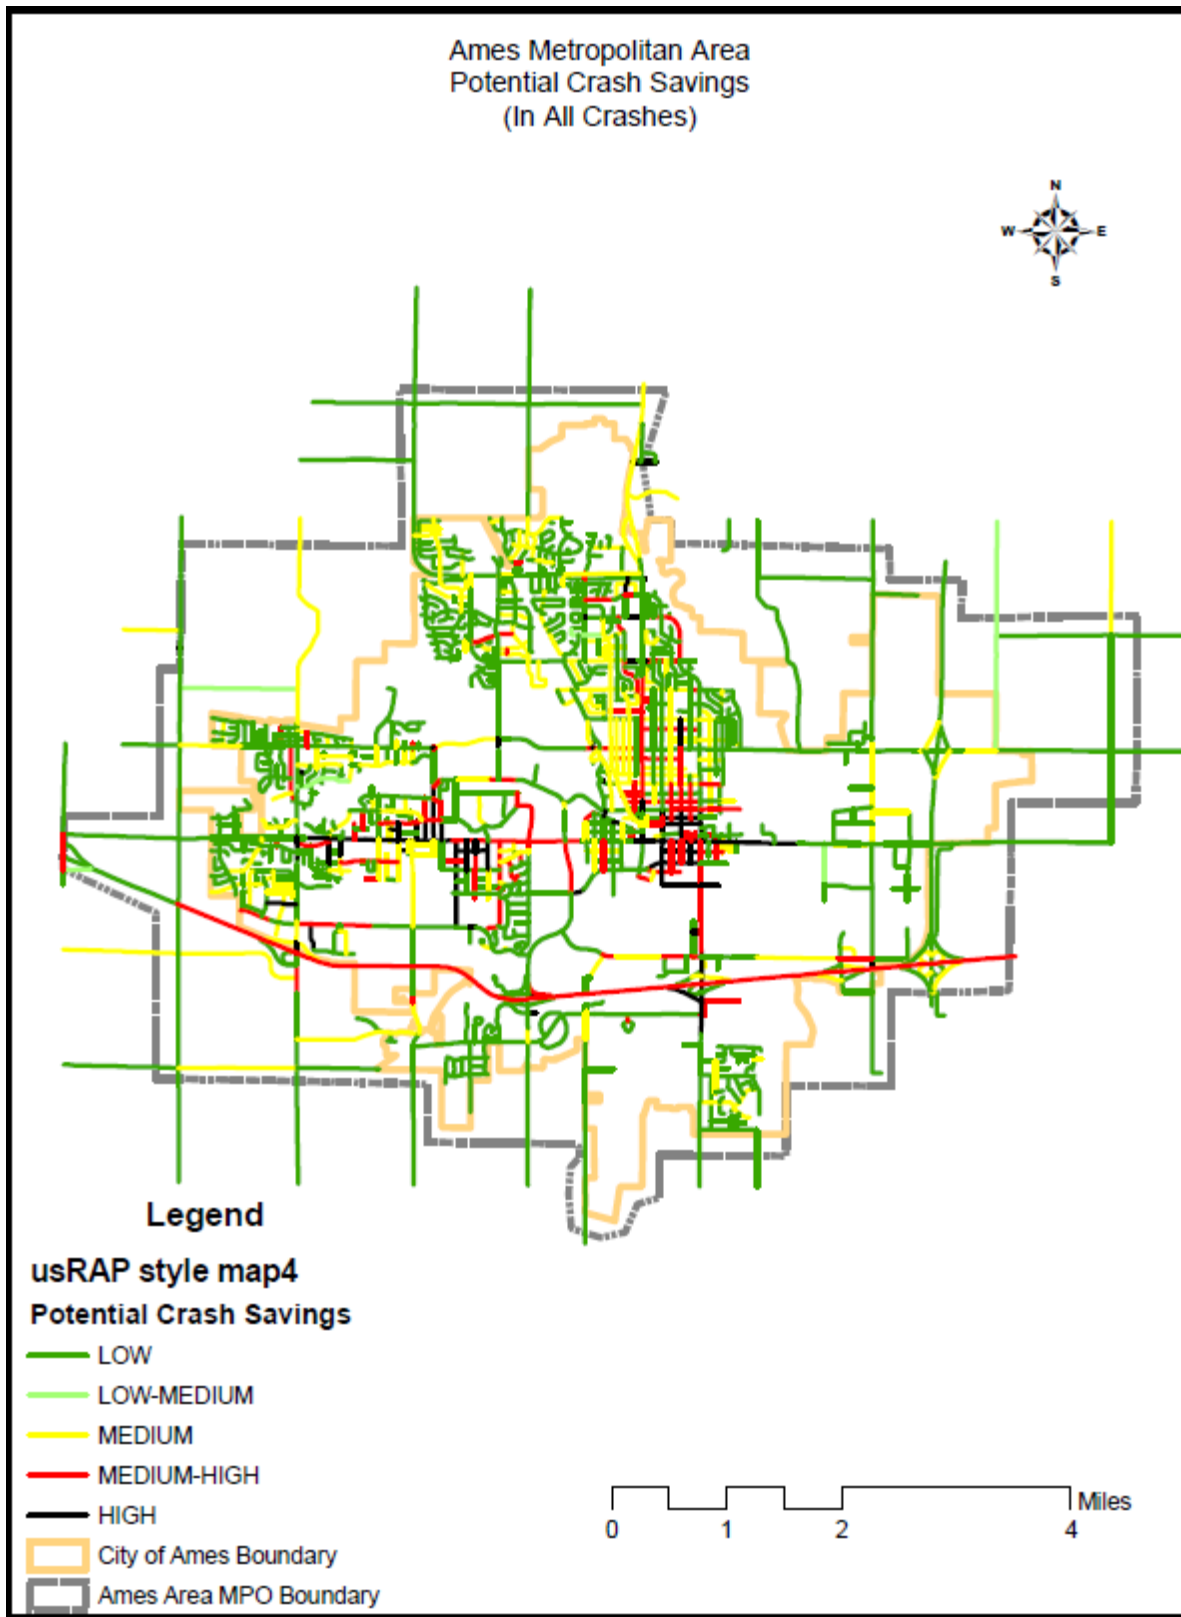 Ames Metropolitan Area
Potential Crash Savings
(In All Crashes)
N
W
E
S
Legend
usRAP style map4
Potential Crash Savings
LOW
LOW-MEDIUM
MEDIUM
MEDIUM-HIGH
HIGH
City of Ames Boundary
Ames Area MPO Boundary
Miles
0 1 2 4